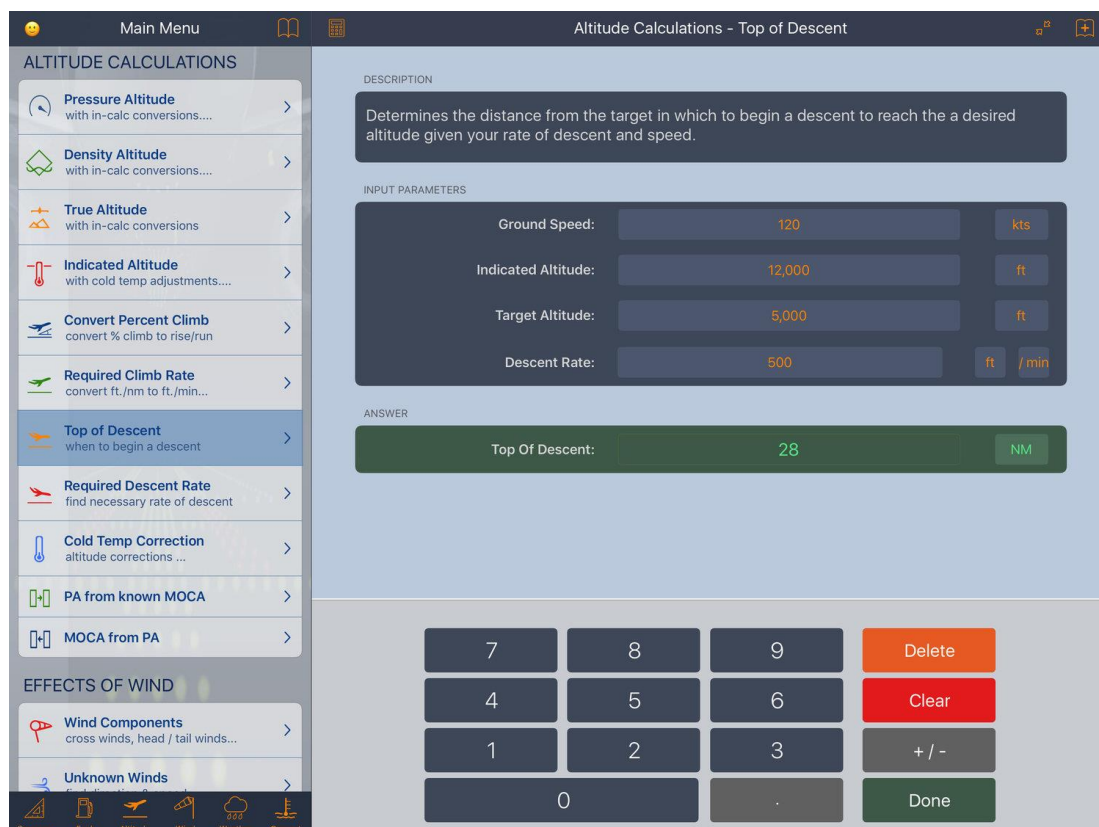 Main Menu
ALTITUDE CALCULATIONS
Pressure Altitude
with in-calc conversions....
Density Altitude
with in-calc conversions....
True Altitude
with in-calc conversions
Indicated Altitude
with cold temp adjustments....
Convert Percent Climb
convert % climb to rise/run
Required Climb Rate
convert ft./nm to ft./min...
Top of Descent
when to begin a descent
Required Descent Rate
find necessary rate of descent
Cold Temp Correction
altitude corrections ...
PA from known MOCA
MOCA from PA
EFFECTS OF WIND
Wind Components
cross winds, head / tail winds...
Unknown Winds
Altitude Calculations - Top of Descent
DESCRIPTION
Determines the distance from the target in which to begin a descent to reach the a desired
altitude given your rate of descent and speed.
INPUT PARAMETERS
Ground Speed: 120 kts
Indicated Altitude: 12,000 ft
Target Altitude: 5,000 ft
Descent Rate: 500 ft / min
ANSWER
Top Of Descent: 28 NM
7 8 9 Delete
4 5 6 Clear
1 2 3 + / -
0 . Done